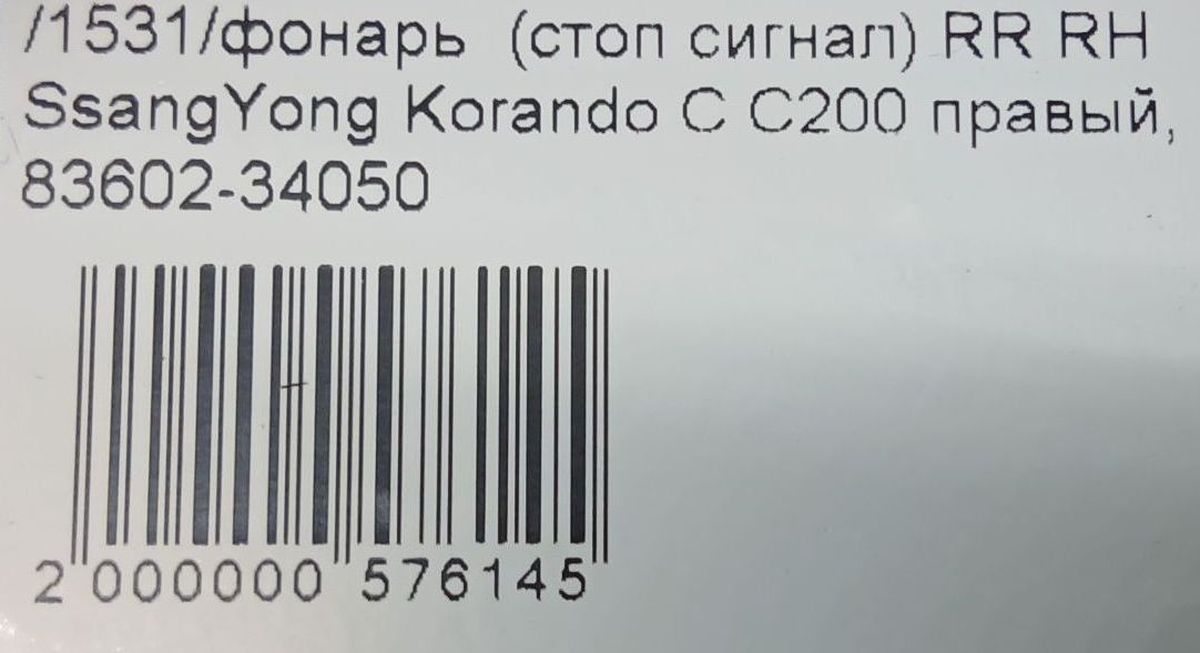 /1531/фонарь (стоп сигнал) RR RH
SsangYong Korando C C200 правый,
83602-34050
2 000000 576145